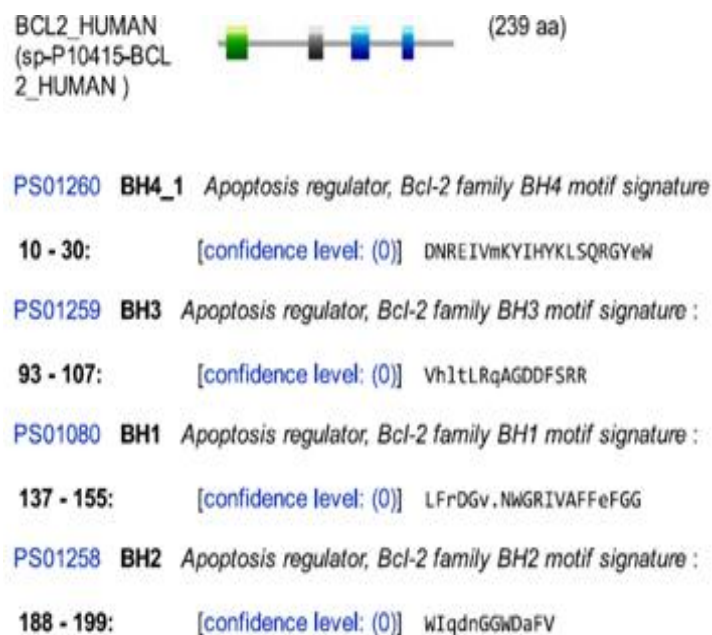 BCL2_HUMAN (239 aa)
(sp-P10415-BCL
2_HUMAN )
PS01260 BH4_1 Apoptosis regulator, Bcl-2 family BH4 motif signature
10 - 30: [confidence level: (0)] DNREIVmKYIHYKLSQRGYeW
PS01259 BH3 Apoptosis regulator, Bcl-2 family BH3 motif signature :
93 - 107: [confidence level: (0)] VhltLRqAGDDFSRR
PS01080 BH1 Apoptosis regulator, Bcl-2 family BH1 motif signature :
137 - 155: [confidence level: (0)] LFrDGv.NWGRIVAFFeFGG
PS01258 BH2 Apoptosis regulator, Bcl-2 family BH2 motif signature :
188 - 199: [confidence level: (0)] WIqdnGGWDaFV